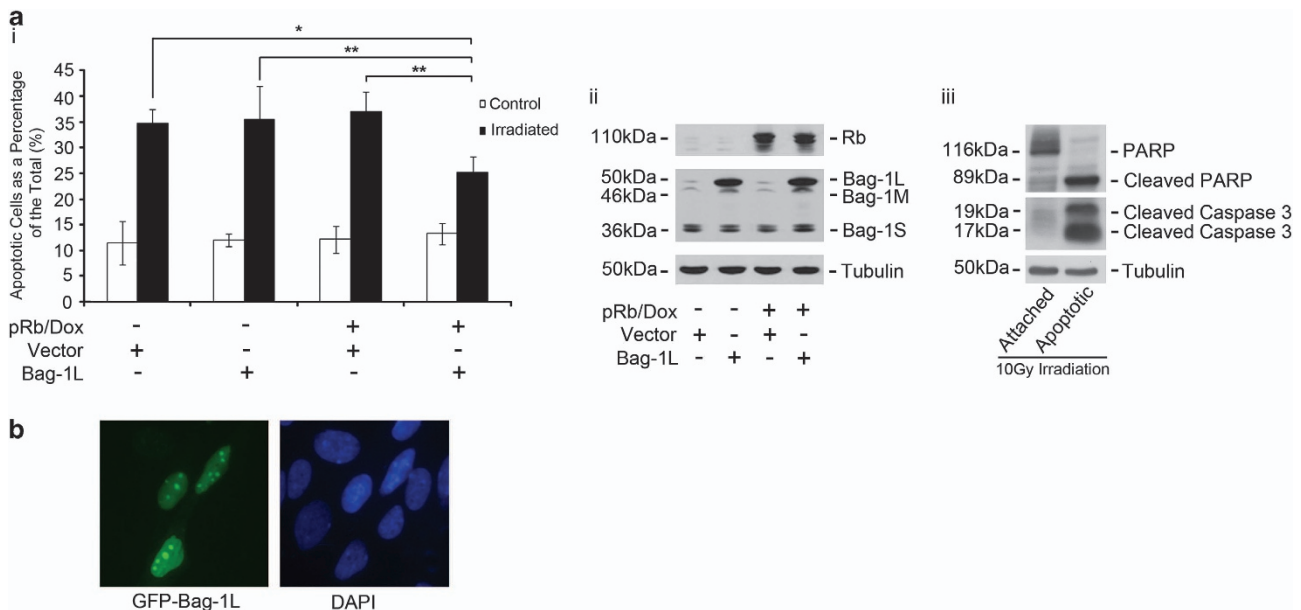 a
i
Apoptotic Cells as a Percentage
of the Total (%)
*
**
**
45
40
35
30
25
20
15
10
5
0
Control
Irradiated
pRb/Dox - - + +
Vector + - + -
Bag-1L - + - +
ii
110kDa Rb
50kDa Bag-1L
46kDa Bag-1M
36kDa Bag-1S
50kDa Tubulin
pRb/Dox - - + +
Vector + - + -
Bag-1L - + - +
iii
116kDa PARP
89kDa Cleaved PARP
19kDa Cleaved Caspase 3
17kDa Cleaved Caspase 3
50kDa Tubulin
Attached
Apoptotic
10Gy Irradiation
b
GFP-Bag-1L
DAPI